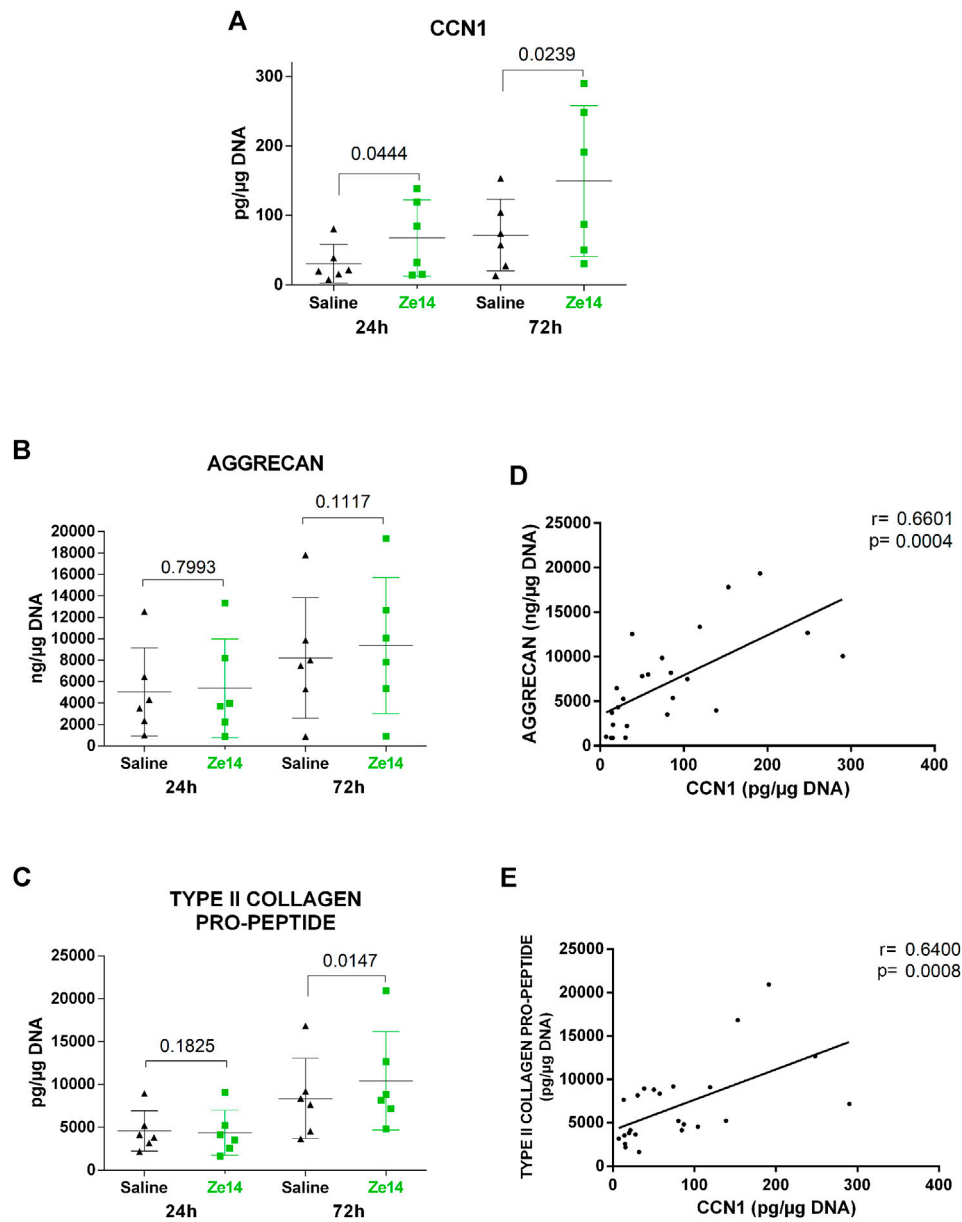 A
CCN1
0.0239
0.0444
300
200
100
0
pg/µg DNA
Saline Ze14 Saline Ze14
24h 72h
B
AGGRECAN
0.1117
0.7993
20000
18000
16000
14000
12000
10000
8000
6000
4000
2000
0
ng/µg DNA
Saline Ze14 Saline Ze14
24h 72h
D
r= 0.6601
p= 0.0004
25000
20000
15000
10000
5000
0
AGGRECAN (ng/µg DNA)
0 100 200 300 400
CCN1 (pg/µg DNA)
C
TYPE II COLLAGEN
PRO-PEPTIDE
0.0147
0.1825
25000
20000
15000
10000
5000
0
pg/µg DNA
Saline Ze14 Saline Ze14
24h 72h
E
r= 0.6400
p= 0.0008
25000
20000
15000
10000
5000
0
TYPE II COLLAGEN PRO-PEPTIDE
(pg/µg DNA)
0 100 200 300 400
CCN1 (pg/µg DNA)